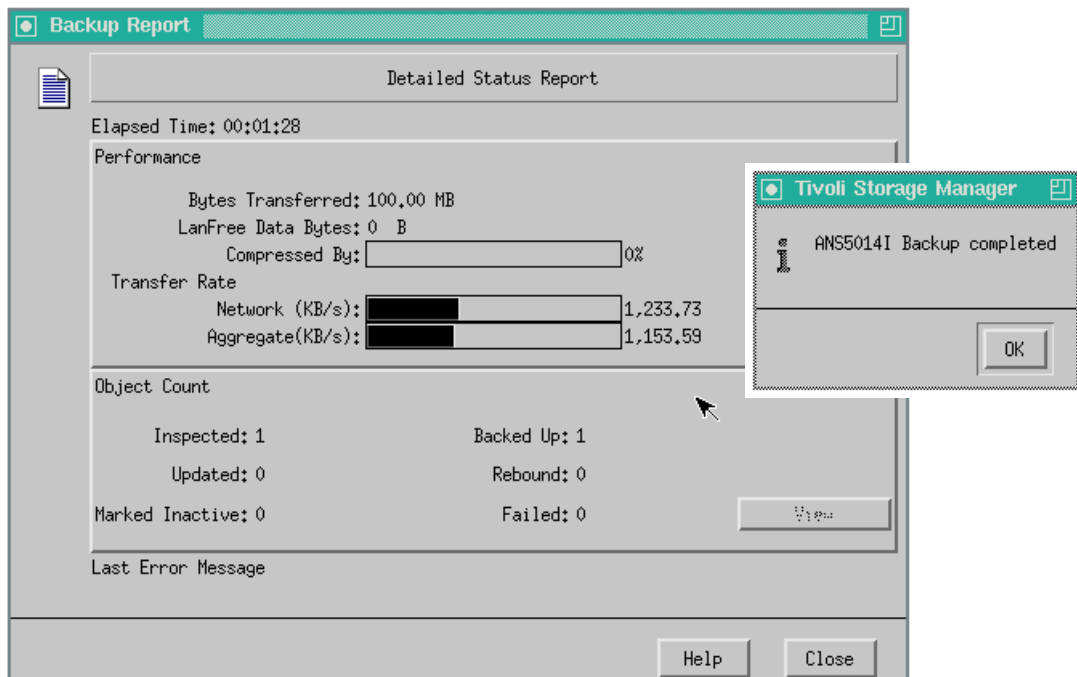 Backup Report
Detailed Status Report
Elapsed Time: 00:01:28
Performance
Bytes Transferred: 100.00 MB
LanFree Data Bytes: 0 B
Compressed By: 0%
Transfer Rate
Network (KB/s): 1,233.73
Aggregate(KB/s): 1,153.59
Object Count
Inspected: 1 Backed Up: 1
Updated: 0 Rebound: 0
Marked Inactive: 0 Failed: 0 View
Last Error Message
Help Close
Tivoli Storage Manager
ANS5014I Backup completed
OK